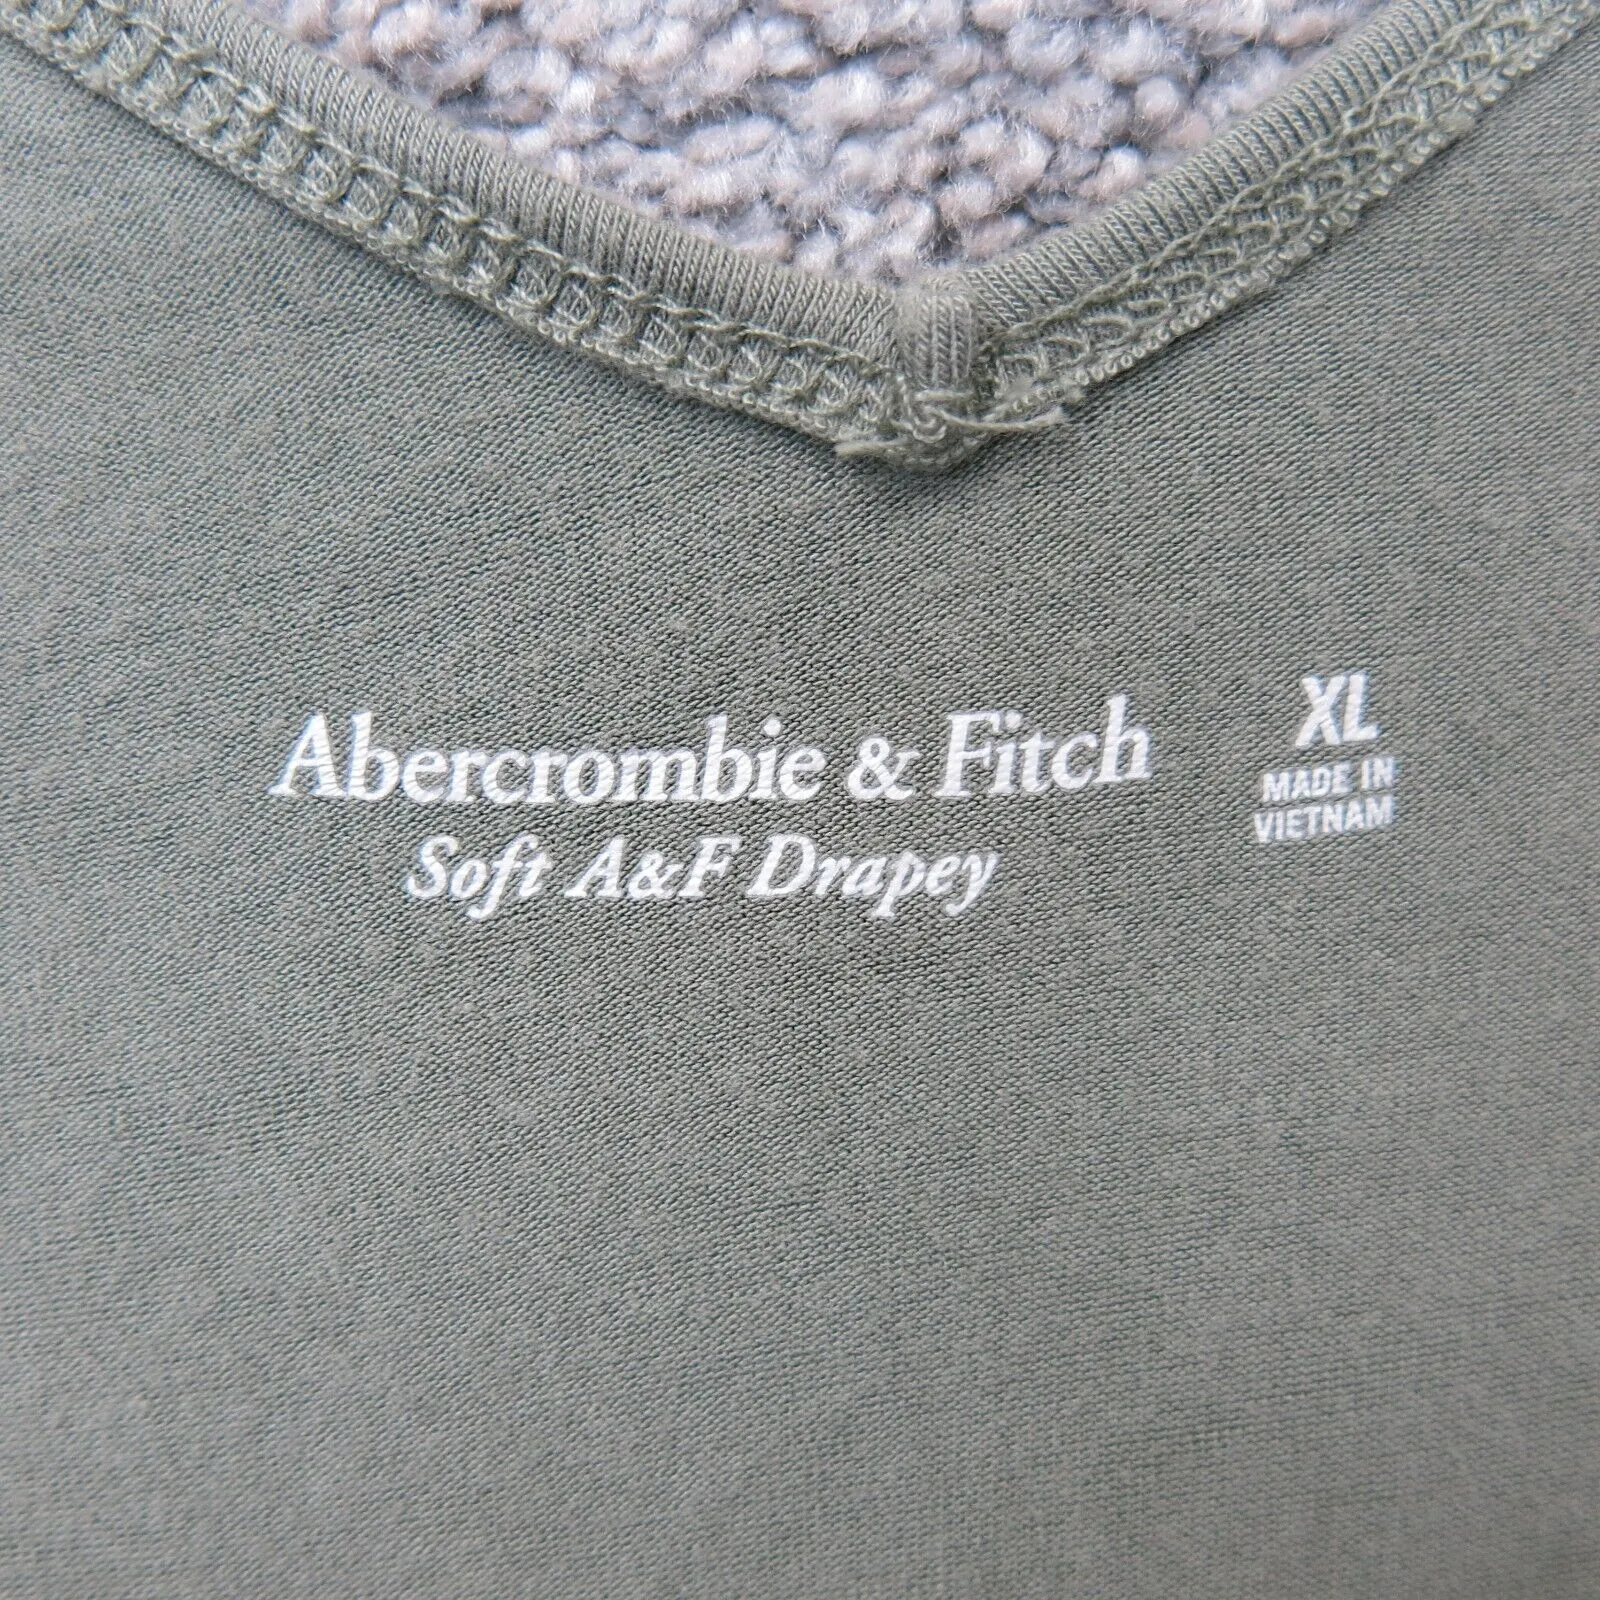 Abercrombie & Fitch
Soft A&F Drapey
XL
MADE IN
VIETNAM